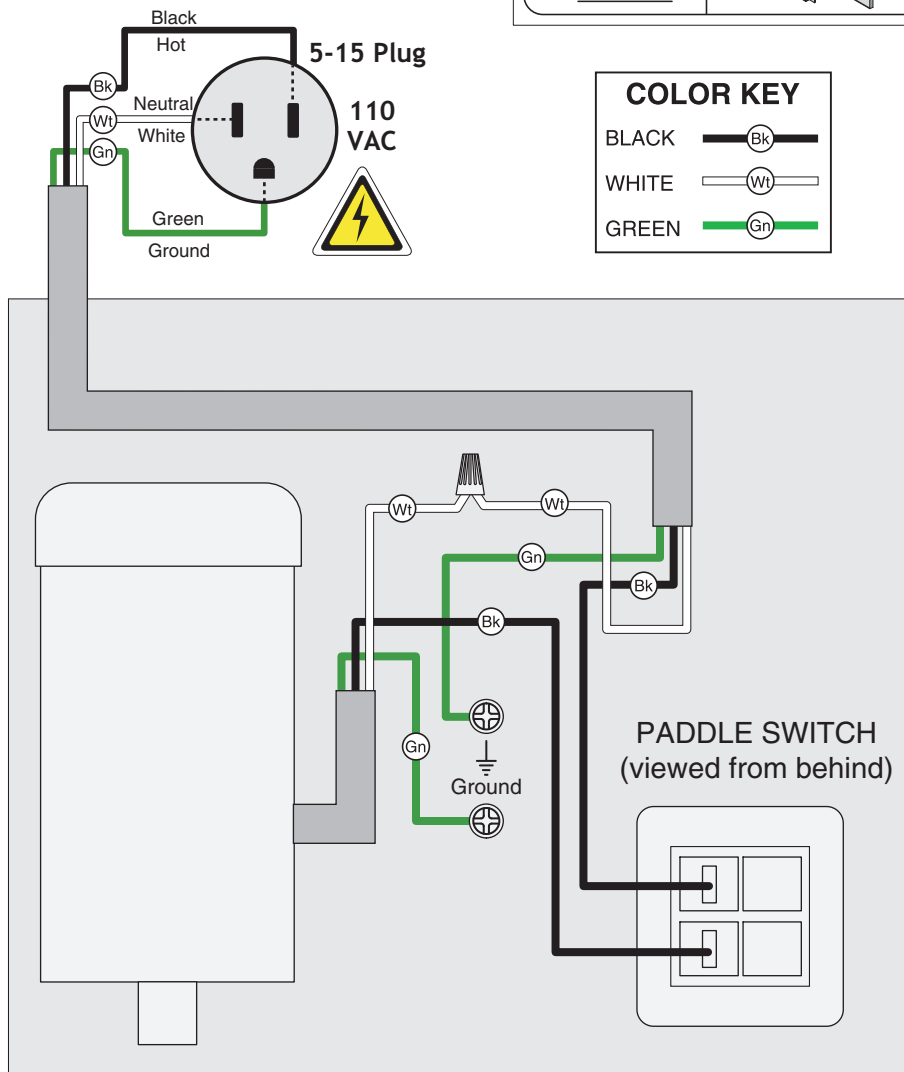 Black
Hot
5-15 Plug
Bk
Neutral
110
VAC
Wt
White
Gn
Green
Ground
COLOR KEY
BLACK
Bk
WHITE
Wt
GREEN
Gn
Wt
Wt
Gn
Bk
Bk
Gn
Ground
PADDLE SWITCH
(viewed from behind)